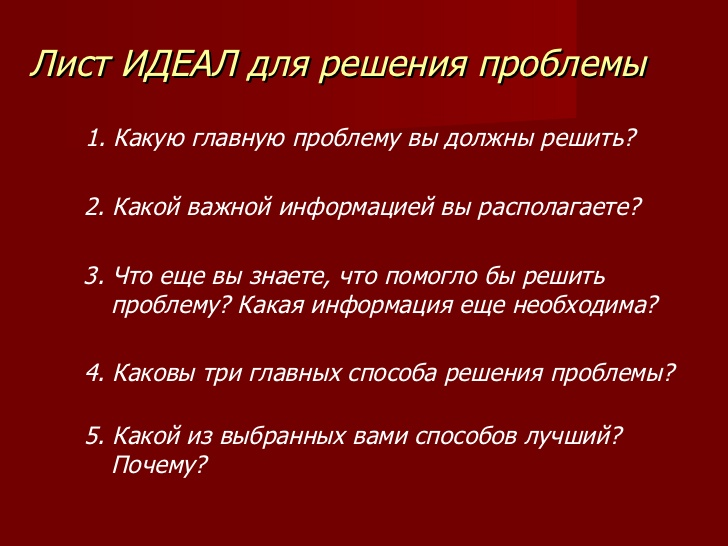 Лист ИДЕАЛ для решения проблемы
1. Какую главную проблему вы должны решить?
2. Какой важной информацией вы располагаете?
3. Что еще вы знаете, что помогло бы решить
проблему? Какая информация еще необходима?
4. Каковы три главных способа решения проблемы?
5. Какой из выбранных вами способов лучший?
Почему?